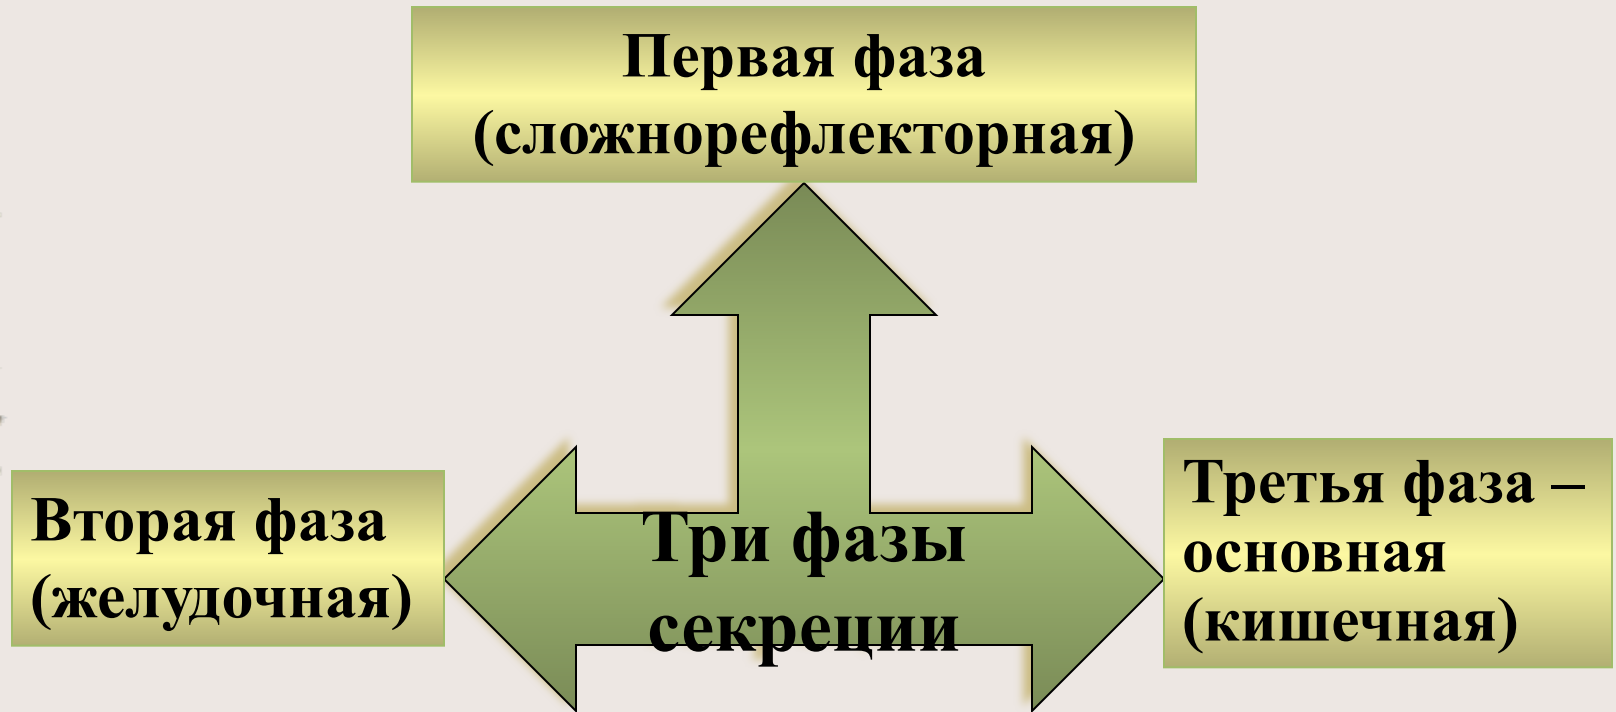 Первая фаза
(сложнорефлекторная)
Вторая фаза
(желудочная)
Три фазы
секреции
Третья фаза –
основная
(кишечная)